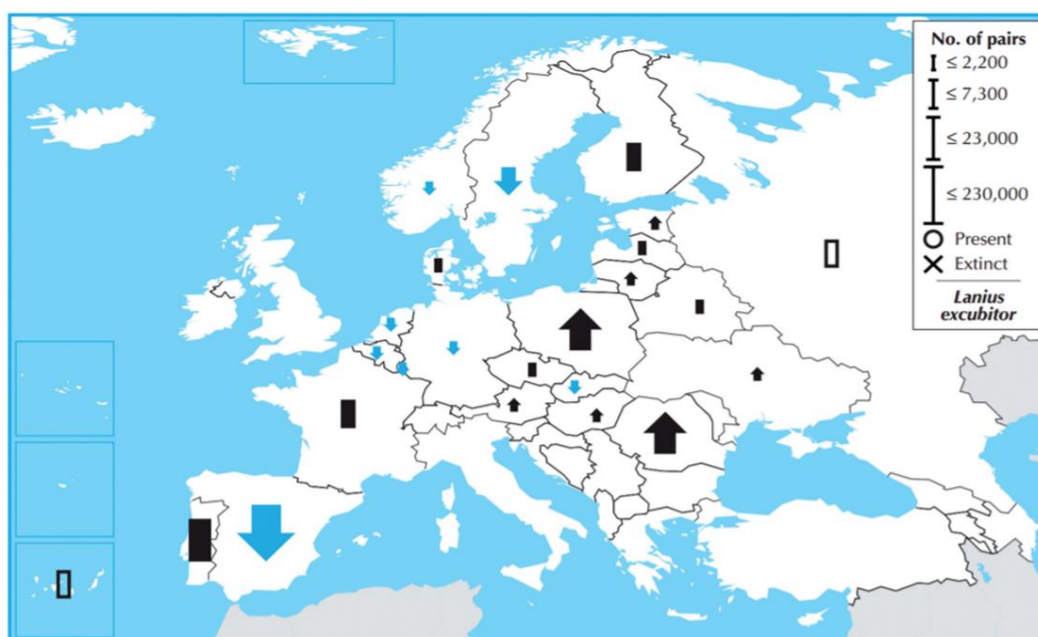 No. of pairs
≤ 2,200
≤ 7,300
≤ 23,000
≤ 230,000
Present
Extinct
Lanius
excubitor